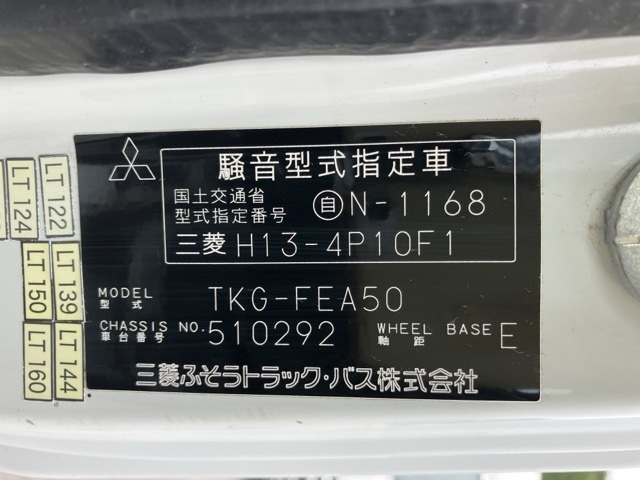 騒音型式指定車
国土交通省
型式指定番号 自N-1168
三菱 H13-4P10F1
MODEL
型式 TKG-FEA50
CHASSIS NO.
車台番号 510292 WHEEL BASE
軸距 E
三菱ふそうトラック・バス株式会社
LT 122
LT 124
LT 139
LT 150
LT 144
LT 160